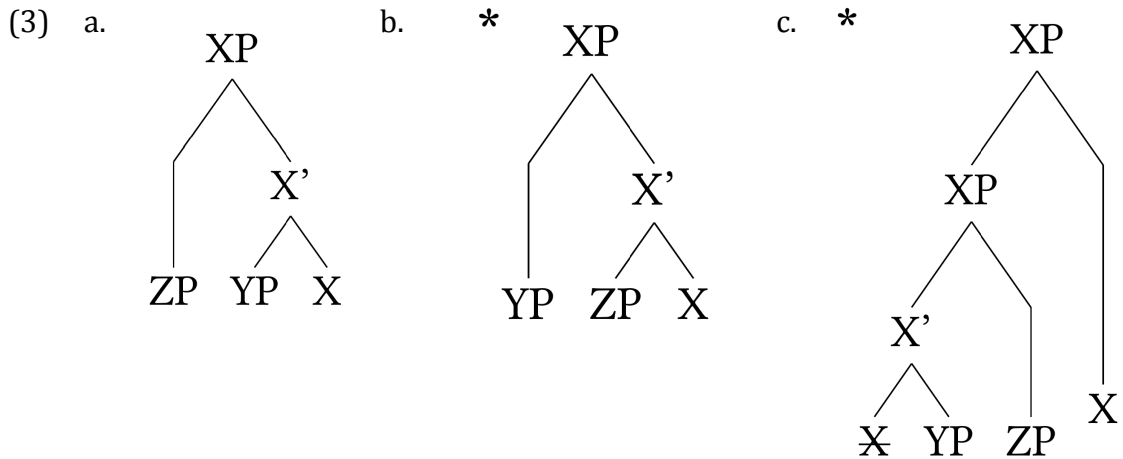 (3) a. b. * c. *
XP XP XP
X’ X’ XP
ZP YP X YP ZP X X’
X
X YP ZP